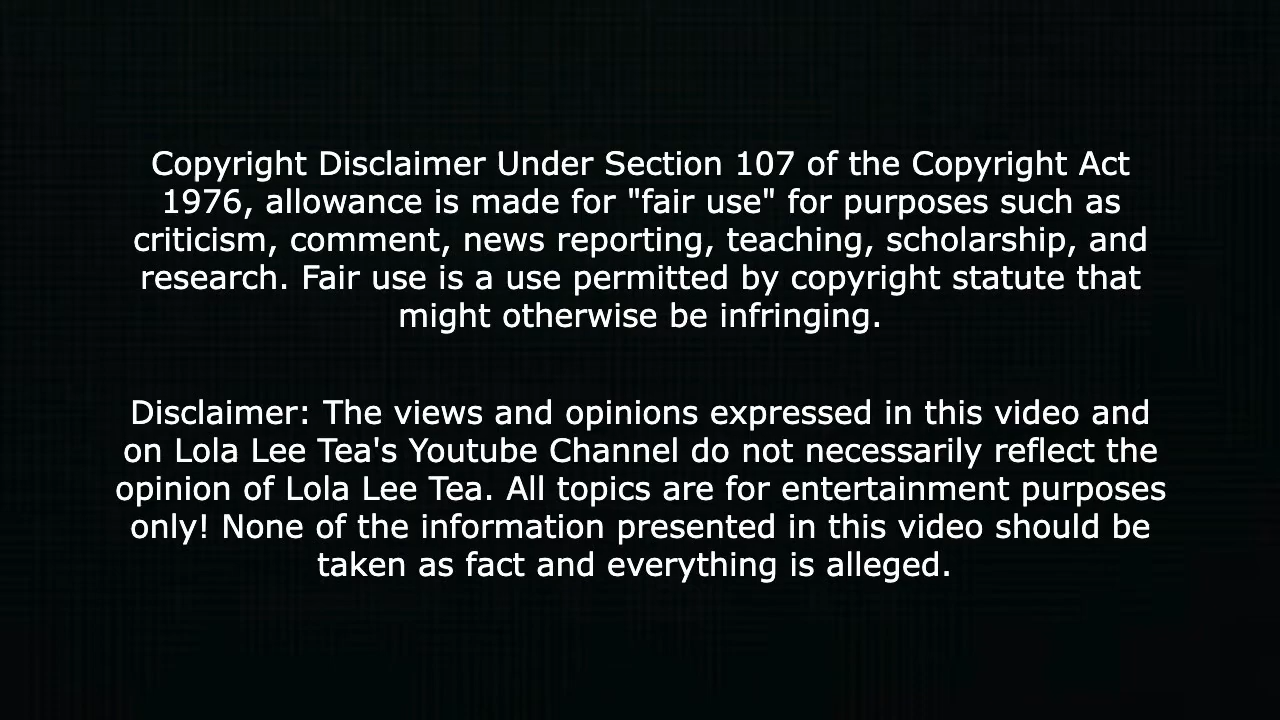 Copyright Disclaimer Under Section 107 of the Copyright Act
1976, allowance is made for "fair use" for purposes such as
criticism, comment, news reporting, teaching, scholarship, and
research. Fair use is a use permitted by copyright statute that
might otherwise be infringing.
Disclaimer: The views and opinions expressed in this video and
on Lola Lee Tea's Youtube Channel do not necessarily reflect the
opinion of Lola Lee Tea. All topics are for entertainment purposes
only! None of the information presented in this video should be
taken as fact and everything is alleged.